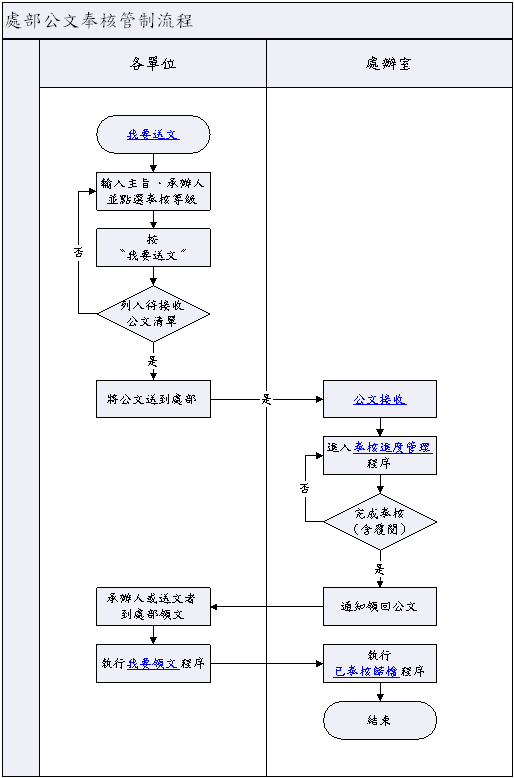 處部公文奉核管制流程
各單位
處辦室
我要送文
輸入主旨、承辦人
並點選奉核等級
按
〝我要送文〞
否
列入待接收
公文清單
是
將公文送到處部
是
公文接收
進入奉核進度管理
程序
否
完成奉核
(含覆閱)
是
通知領回公文
承辦人或送文者
到處部領文
執行我要領文程序
執行
已奉核歸檔程序
結束